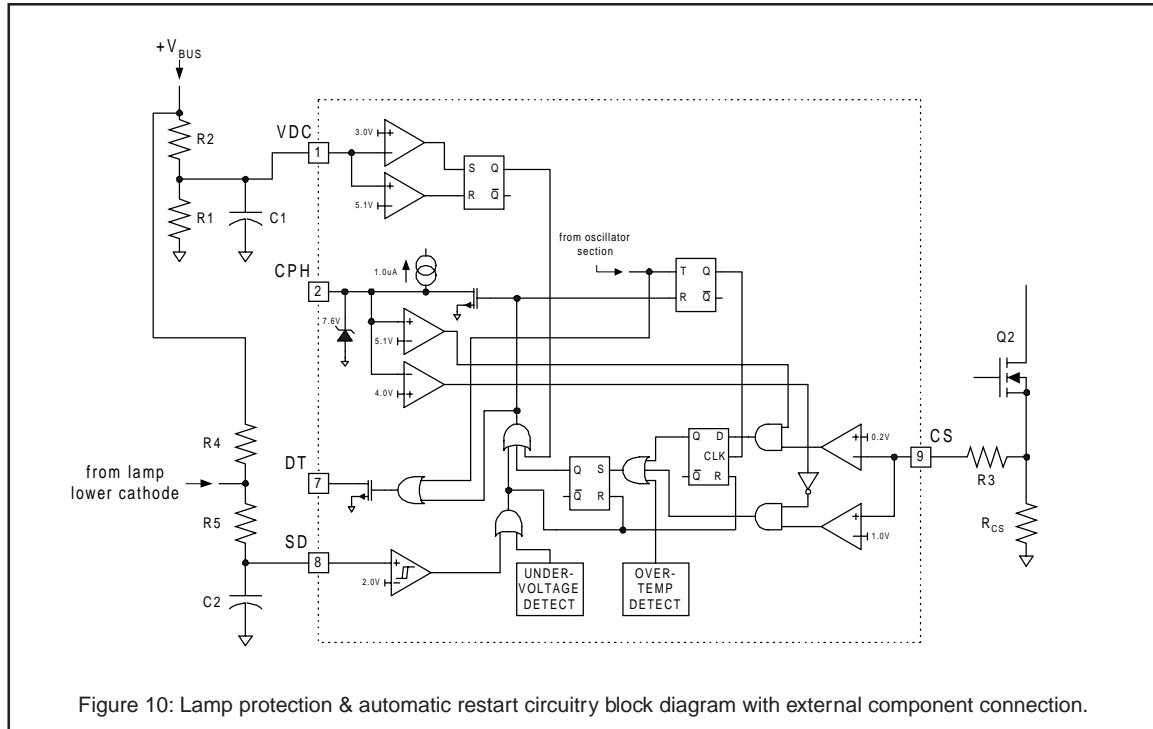 +VBUS
R2
VDC
1
3.0V
+
−
+
5.1V
−
S Q
R Q̅
R1
C1
from oscillator
section
CPH
1.0uA
2
T Q
R Q̅
7.6V
+
5.1V
−
−
4.0V
+
Q2
R4
Q D
CLK
Q̅ R
+
0.2V
−
CS
9
from lamp
lower cathode
DT
7
Q S
Q̅ R
R3
R5
+
1.0V
−
RCS
SD
8
+
2.0V
−
UNDER-
VOLTAGE
DETECT
OVER-
TEMP
DETECT
C2
Figure 10: Lamp protection & automatic restart circuitry block diagram with external component connection.